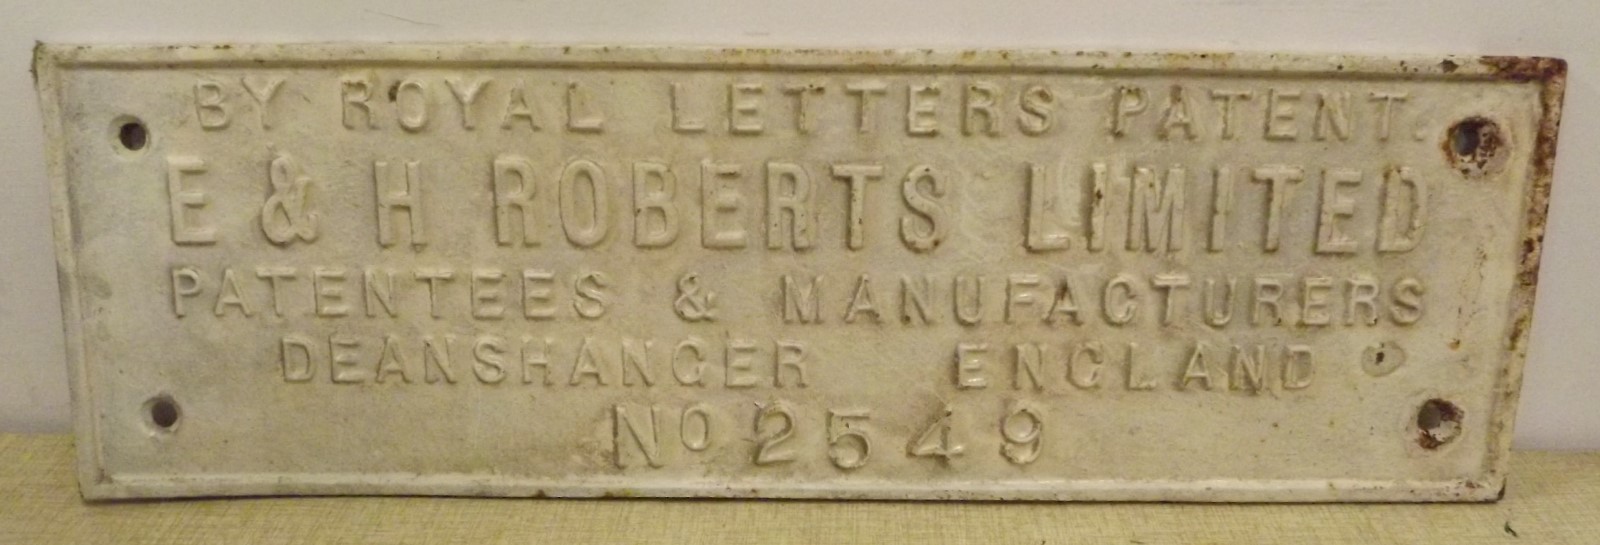 BY ROYAL LETTERS PATENT.
E & H ROBERTS LIMITED
PATENTEES & MANUFACTURERS
DEANSHANGER ENGLAND
No 2549